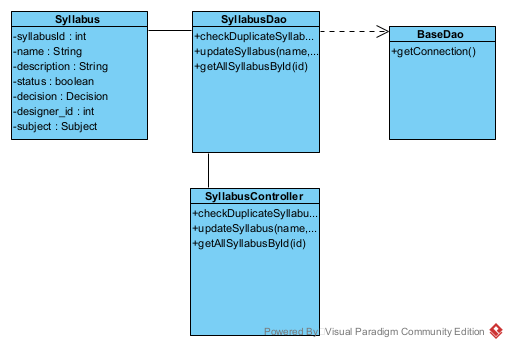 Syllabus
-syllabusId : int
-name : String
-description : String
-status : boolean
-decision : Decision
-designer_id : int
-subject : Subject
SyllabusDao
+checkDuplicateSyllab...
+updateSyllabus(name,...
+getAllSyllabusById(id)
BaseDao
+getConnection()
SyllabusController
+checkDuplicateSyllabu...
+updateSyllabus(name,...
+getAllSyllabusById(id)
Powered By Visual Paradigm Community Edition